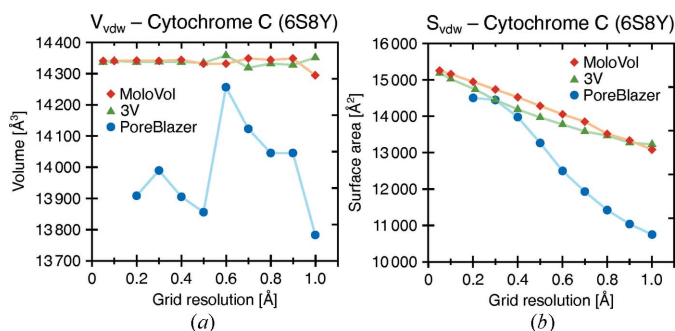 V_vdw – Cytochrome C (6S8Y)
(a)
14 400
14 300
14 200
14 100
14 000
13 900
13 800
13 700
Volume [Å³]
MoloVol
3V
PoreBlazer
0 0.2 0.4 0.6 0.8 1.0
Grid resolution [Å]
(a)
S_vdw – Cytochrome C (6S8Y)
(b)
16 000
15 000
14 000
13 000
12 000
11 000
10 000
Surface area [Å²]
MoloVol
3V
PoreBlazer
0 0.2 0.4 0.6 0.8 1.0
Grid resolution [Å]
(b)